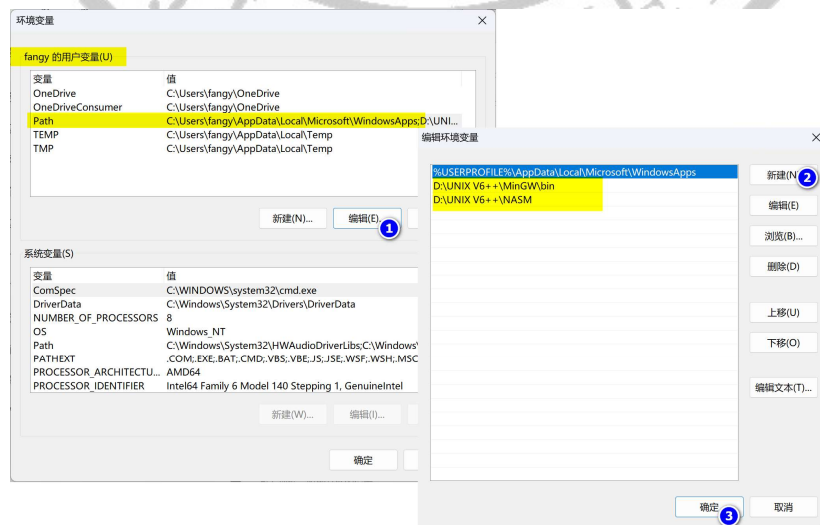 环境变量
fangy 的用户变量(U)
变量 值
OneDrive C:\Users\fangy\OneDrive
OneDriveConsumer C:\Users\fangy\OneDrive
Path C:\Users\fangy\AppData\Local\Microsoft\WindowsApps;D:\UNI...
TEMP C:\Users\fangy\AppData\Local\Temp
TMP C:\Users\fangy\AppData\Local\Temp
新建(N)... 编辑(E)
1
系统变量(S)
变量 值
ComSpec C:\WINDOWS\system32\cmd.exe
DriverData C:\Windows\System32\Drivers\DriverData
NUMBER_OF_PROCESSORS 8
OS Windows_NT
Path C:\Windows\System32\HWAudioDriverLibs;C:\Windows\
PATHEXT .COM;.EXE;.BAT;.CMD;.VBS;.VBE;.JS;.JSE;.WSF;.WSH;.MSC
PROCESSOR_ARCHITECTU... AMD64
PROCESSOR_IDENTIFIER Intel64 Family 6 Model 140 Stepping 1, GenuineIntel
新建(W)... 编辑(I)...
确定
编辑环境变量
%USERPROFILE%\AppData\Local\Microsoft\WindowsApps
D:\UNIX V6++\MinGW\bin
D:\UNIX V6++\NASM
新建(N
2
编辑(E)
浏览(B)...
删除(D)
上移(U)
下移(O)
编辑文本(T)...
确定 取消
3